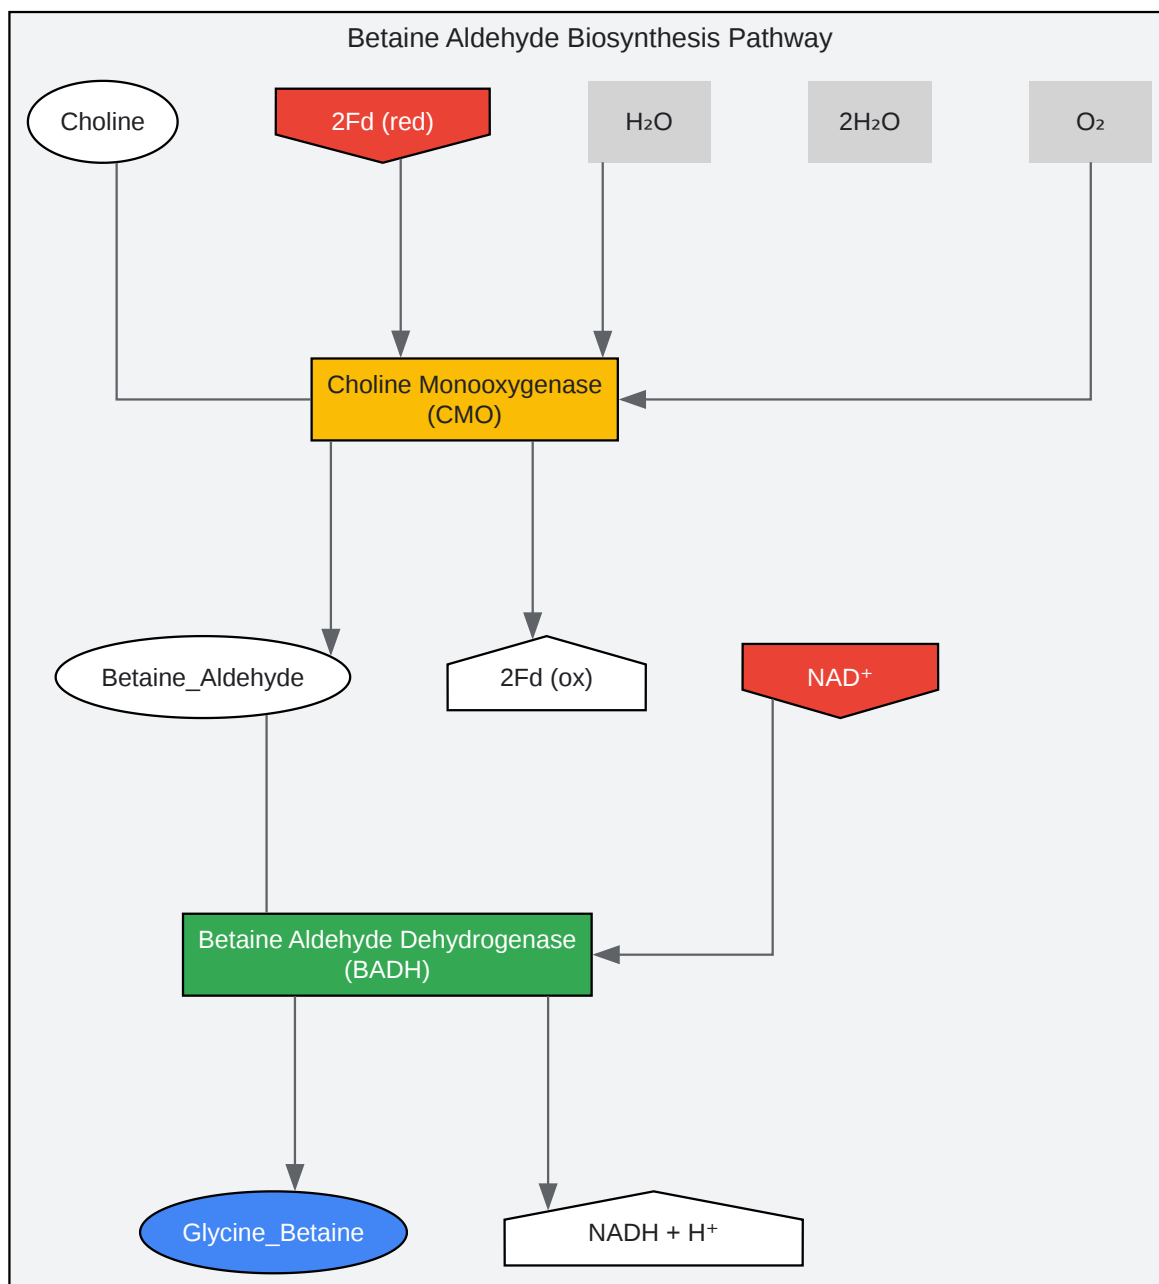 Betaine Aldehyde Biosynthesis Pathway
Choline
2Fd (red)
H₂O
2H₂O
O₂
Choline Monooxygenase
(CMO)
Betaine_Aldehyde
2Fd (ox)
NAD⁺
Betaine Aldehyde Dehydrogenase
(BADH)
Glycine_Betaine
NADH + H⁺